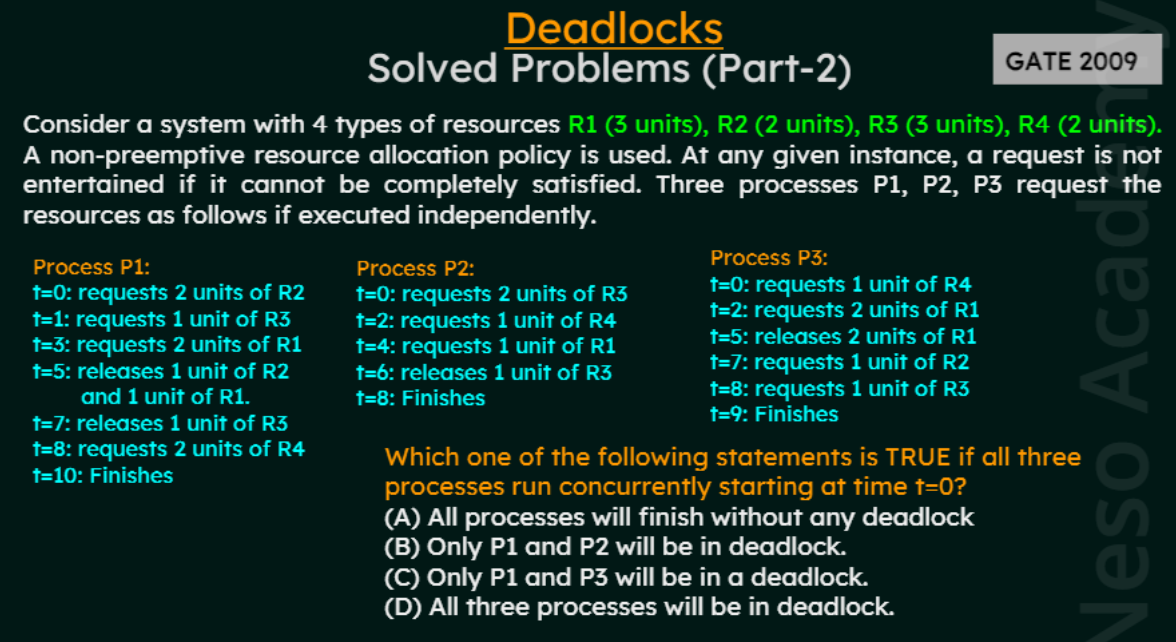 Deadlocks
Solved Problems (Part-2)
GATE 2009
Consider a system with 4 types of resources R1 (3 units), R2 (2 units), R3 (3 units), R4 (2 units).
A non-preemptive resource allocation policy is used. At any given instance, a request is not
entertained if it cannot be completely satisfied. Three processes P1, P2, P3 request the
resources as follows if executed independently.
Process P1:
t=0: requests 2 units of R2
t=1: requests 1 unit of R3
t=3: requests 2 units of R1
t=5: releases 1 unit of R2
and 1 unit of R1.
t=7: releases 1 unit of R3
t=8: requests 2 units of R4
t=10: Finishes
Process P2:
t=0: requests 2 units of R3
t=2: requests 1 unit of R4
t=4: requests 1 unit of R1
t=6: releases 1 unit of R3
t=8: Finishes
Process P3:
t=0: requests 1 unit of R4
t=2: requests 2 units of R1
t=5: releases 2 units of R1
t=7: requests 1 unit of R2
t=8: requests 1 unit of R3
t=9: Finishes
Which one of the following statements is TRUE if all three
processes run concurrently starting at time t=0?
(A) All processes will finish without any deadlock
(B) Only P1 and P2 will be in deadlock.
(C) Only P1 and P3 will be in a deadlock.
(D) All three processes will be in deadlock.
Neso Academy